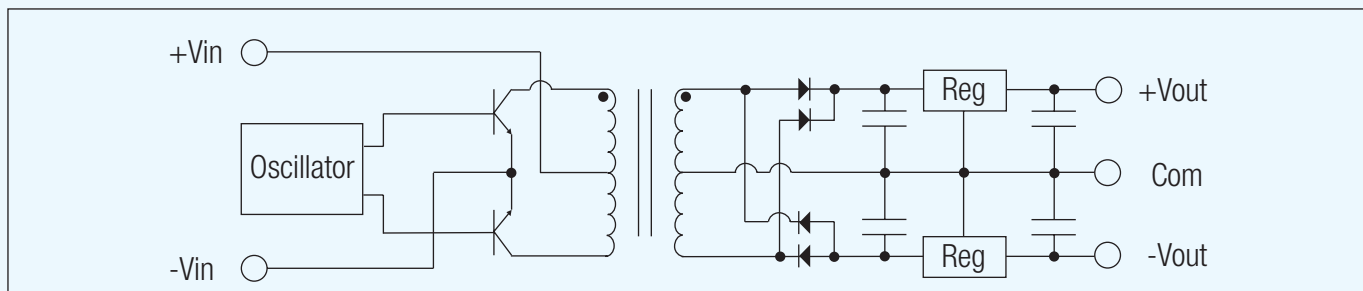 +Vin
Reg
+Vout
Oscillator
Com
-Vin
Reg
-Vout